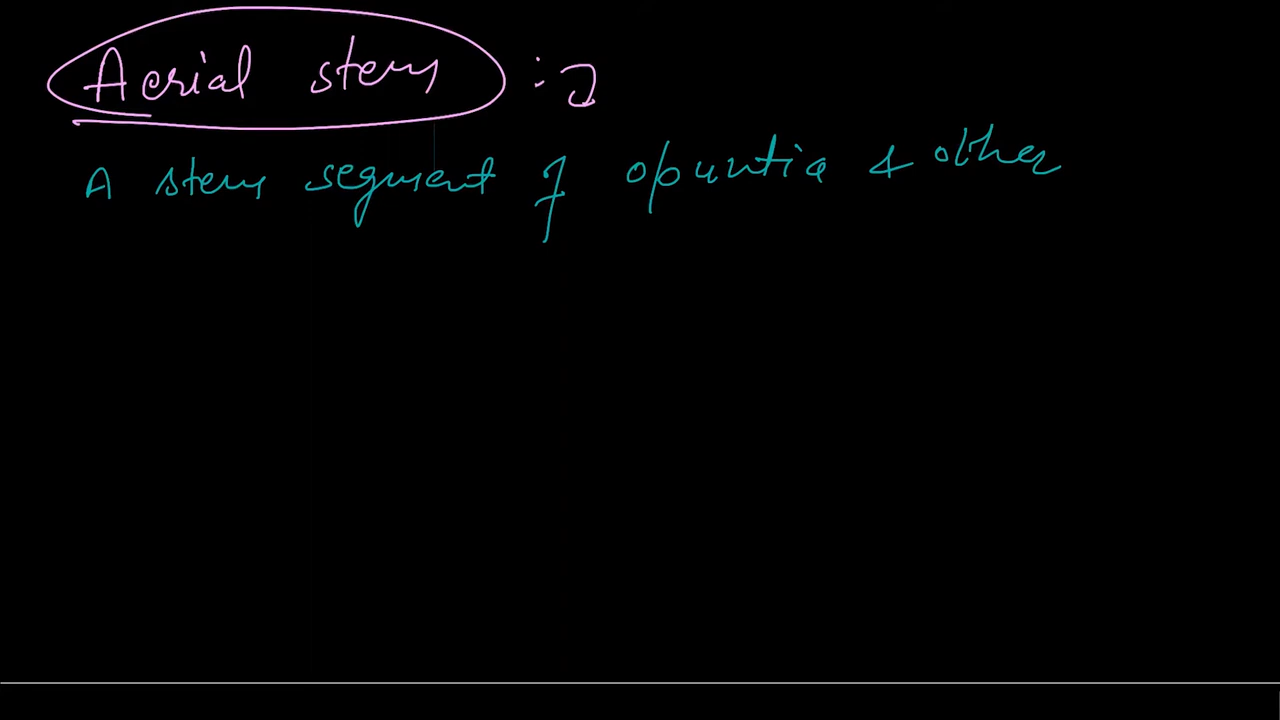 Aerial stem :-
A stem segment of opuntia & other